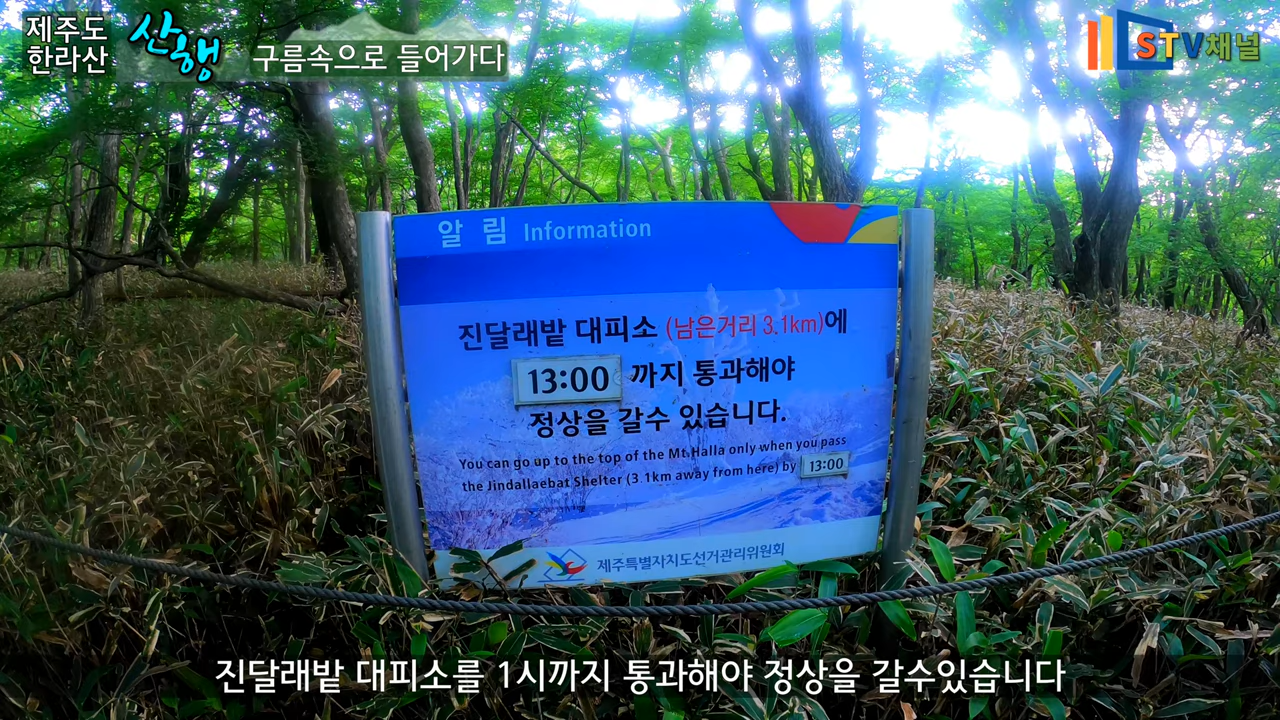 제주도
한라산
산행
구름속으로 들어가다
STV채널
알 림 Information
진달래밭 대피소 (남은거리 3.1km)에
13:00 까지 통과해야
정상을 갈수 있습니다.
You can go up to the top of the Mt.Halla only when you pass
the Jindallaebat Shelter (3.1km away from here) by 13:00
제주특별자치도선거관리위원회
진달래밭 대피소를 1시까지 통과해야 정상을 갈수있습니다